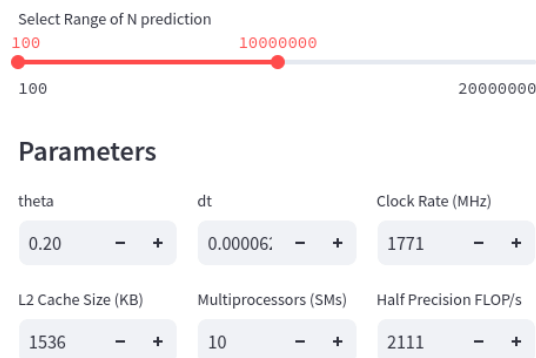 Select Range of N prediction
100 10000000
100 20000000
Parameters
theta dt Clock Rate (MHz)
0.20 − + 0.00006 − + 1771 − +
L2 Cache Size (KB) Multiprocessors (SMs) Half Precision FLOP/s
1536 − + 10 − + 2111 − +